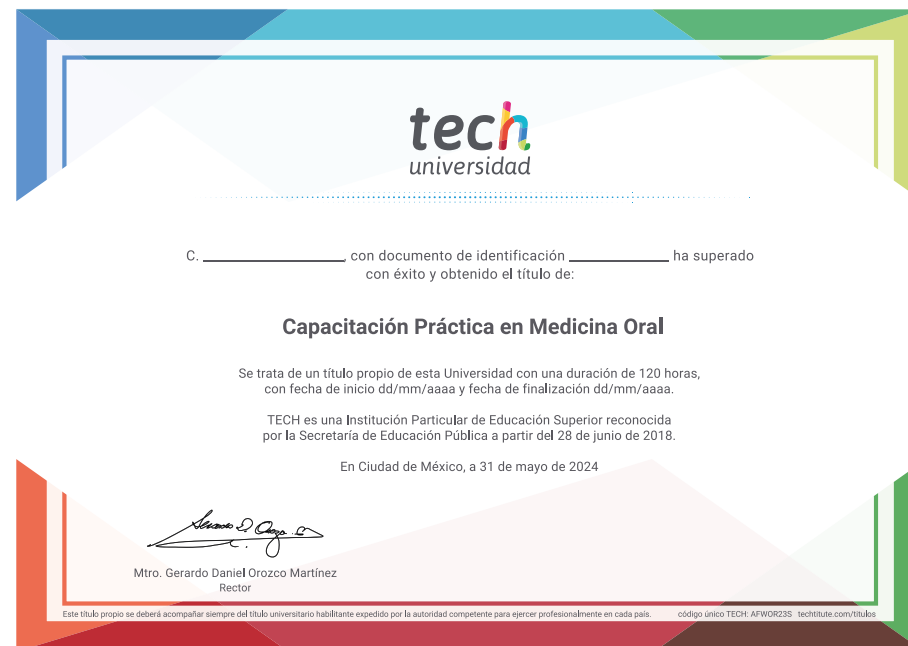 tech
universidad
C. ________________, con documento de identificación ___________ ha superado
con éxito y obtenido el título de:
Capacitación Práctica en Medicina Oral
Se trata de un título propio de esta Universidad con una duración de 120 horas,
con fecha de inicio dd/mm/aaaa y fecha de finalización dd/mm/aaaa.
TECH es una Institución Particular de Educación Superior reconocida
por la Secretaría de Educación Pública a partir del 28 de junio de 2018.
En Ciudad de México, a 31 de mayo de 2024
Mtro. Gerardo Daniel Orozco Martínez
Rector
Este título propio se deberá acompañar siempre del título universitario habilitante expedido por la autoridad competente para ejercer profesionalmente en cada país. código único TECH: AFWOR23S techtitute.com/titulos